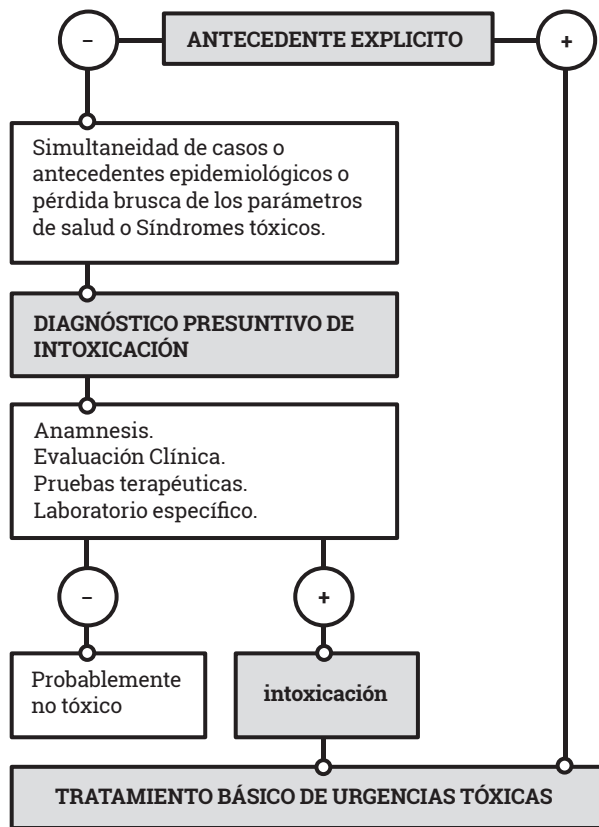 –
ANTECEDENTE EXPLICITO
+
Simultaneidad de casos o
antecedentes epidemiológicos o
pérdida brusca de los parámetros
de salud o Síndromes tóxicos.
DIAGNÓSTICO PRESUNTIVO DE
INTOXICACIÓN
Anamnesis.
Evaluación Clínica.
Pruebas terapéuticas.
Laboratorio específico.
–
+
Probablemente
no tóxico
intoxicación
TRATAMIENTO BÁSICO DE URGENCIAS TÓXICAS